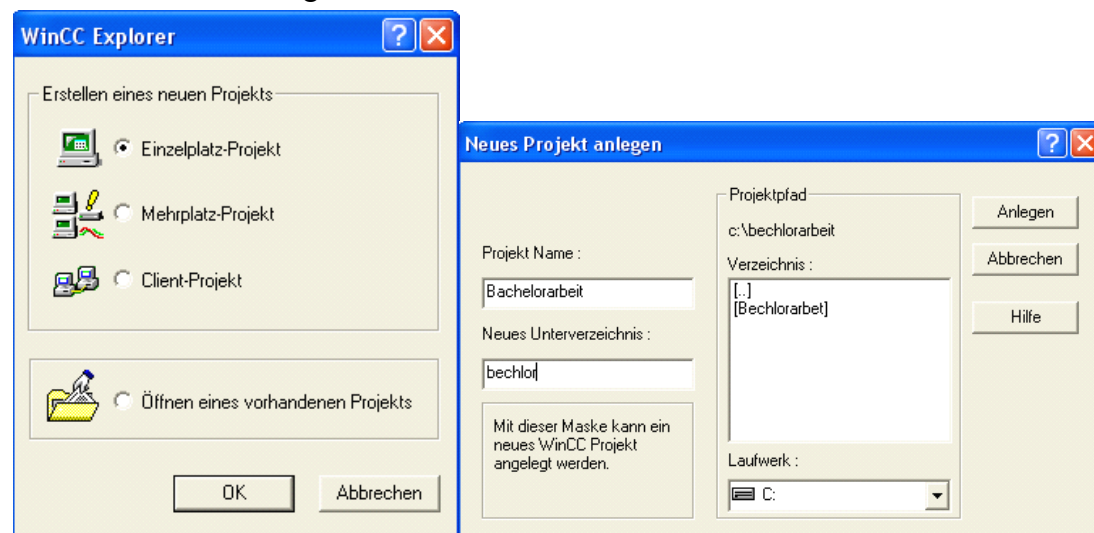 WinCC Explorer
Erstellen eines neuen Projekts
Einzelplatz-Projekt
Mehrplatz-Projekt
Client-Projekt
Öffnen eines vorhandenen Projekts
OK
Abbrechen
Neues Projekt anlegen
Projekt Name :
Bachelorarbeit
Neues Unterverzeichnis :
bechlor
Mit dieser Maske kann ein
neues WinCC Projekt
angelegt werden.
Projektpfad
c:\bechlorarbeit
Verzeichnis :
[..]
[Bechlorarbet]
Laufwerk :
C:
Anlegen
Abbrechen
Hilfe